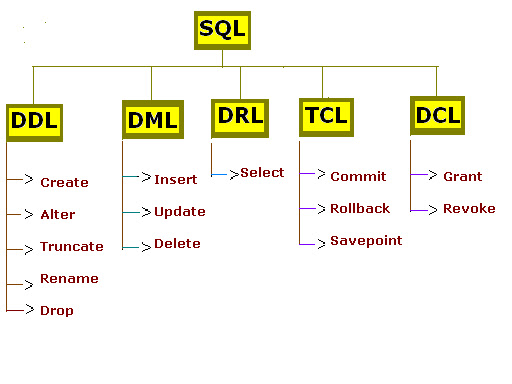 SQL
DDL
DML
DRL
TCL
DCL
Create
Alter
Truncate
Rename
Drop
Insert
Update
Delete
Select
Commit
Rollback
Savepoint
Grant
Revoke